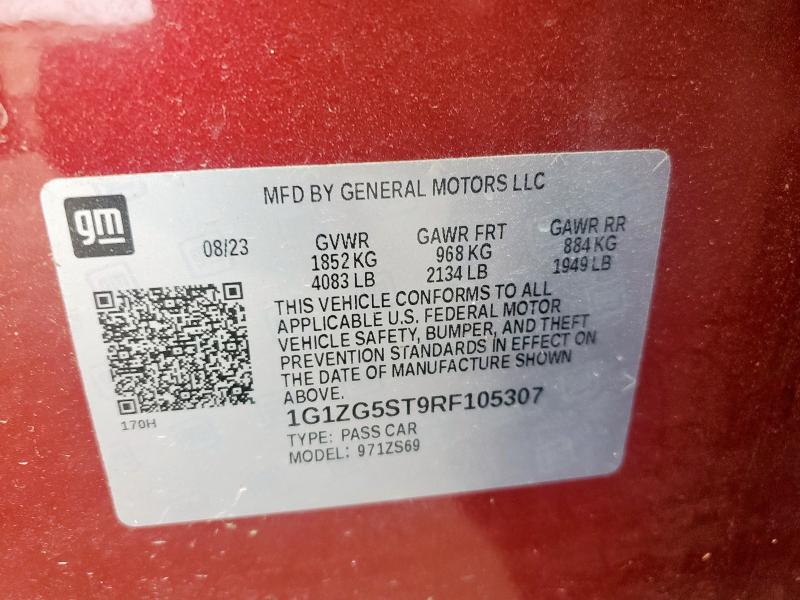 MFD BY GENERAL MOTORS LLC
gm
08/23
GVWR
1852 KG
4083 LB
GAWR FRT
968 KG
2134 LB
GAWR RR
884 KG
1949 LB
THIS VEHICLE CONFORMS TO ALL
APPLICABLE U.S. FEDERAL MOTOR
VEHICLE SAFETY, BUMPER, AND THEFT
PREVENTION STANDARDS IN EFFECT ON
THE DATE OF MANUFACTURE SHOWN
ABOVE.
170H
1G1ZG5ST9RF105307
TYPE: PASS CAR
MODEL: 971ZS69